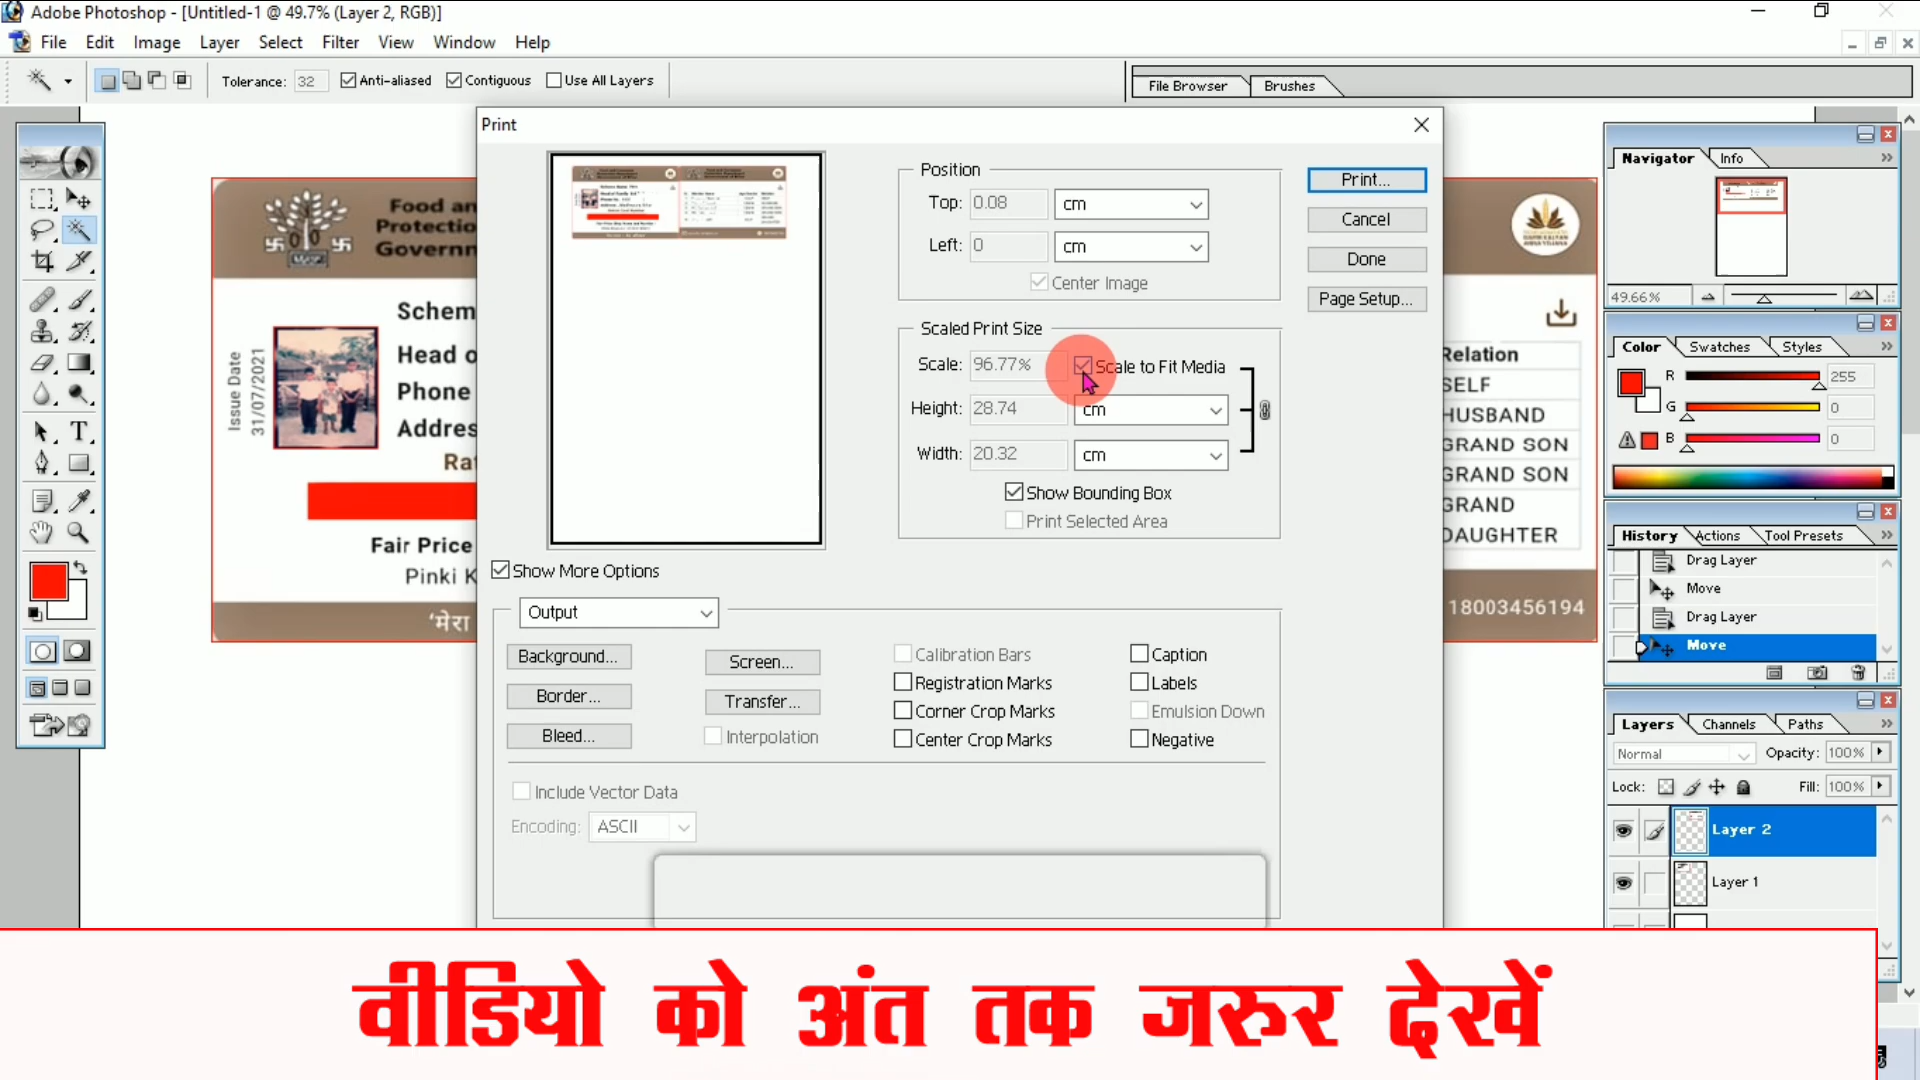 Adobe Photoshop - [Untitled-1 @ 49.7% (Layer 2, RGB)]
File Edit Image Layer Select Filter View Window Help
Tolerance: 32 Anti-aliased Contiguous Use All Layers
File Browser Brushes
Food an
Protectio
Governm
Issue Date
31/07/2021
Schem
Head o
Phone
Addres
Rat
Fair Price
Pinki K
'मेरा
Print
Position
Top: 0.08 cm
Left: 0 cm
Center Image
Scaled Print Size
Scale: 96.77% Scale to Fit Media
Height: 28.74 cm
Width: 20.32 cm
Show Bounding Box
Print Selected Area
Print...
Cancel
Done
Page Setup...
Show More Options
Output
Background...
Border...
Bleed...
Screen...
Transfer...
Interpolation
Calibration Bars
Registration Marks
Corner Crop Marks
Center Crop Marks
Caption
Labels
Emulsion Down
Negative
Include Vector Data
Encoding: ASCII
Relation
SELF
HUSBAND
GRAND SON
GRAND SON
GRAND
DAUGHTER
18003456194
Navigator Info
49.66%
Color Swatches Styles
R 255
G 0
B 0
History Actions Tool Presets
Drag Layer
Move
Drag Layer
Move
Layers Channels Paths
Normal Opacity: 100%
Lock: Fill: 100%
Layer 2
Layer 1
वीडियो को अंत तक जरुर देखें